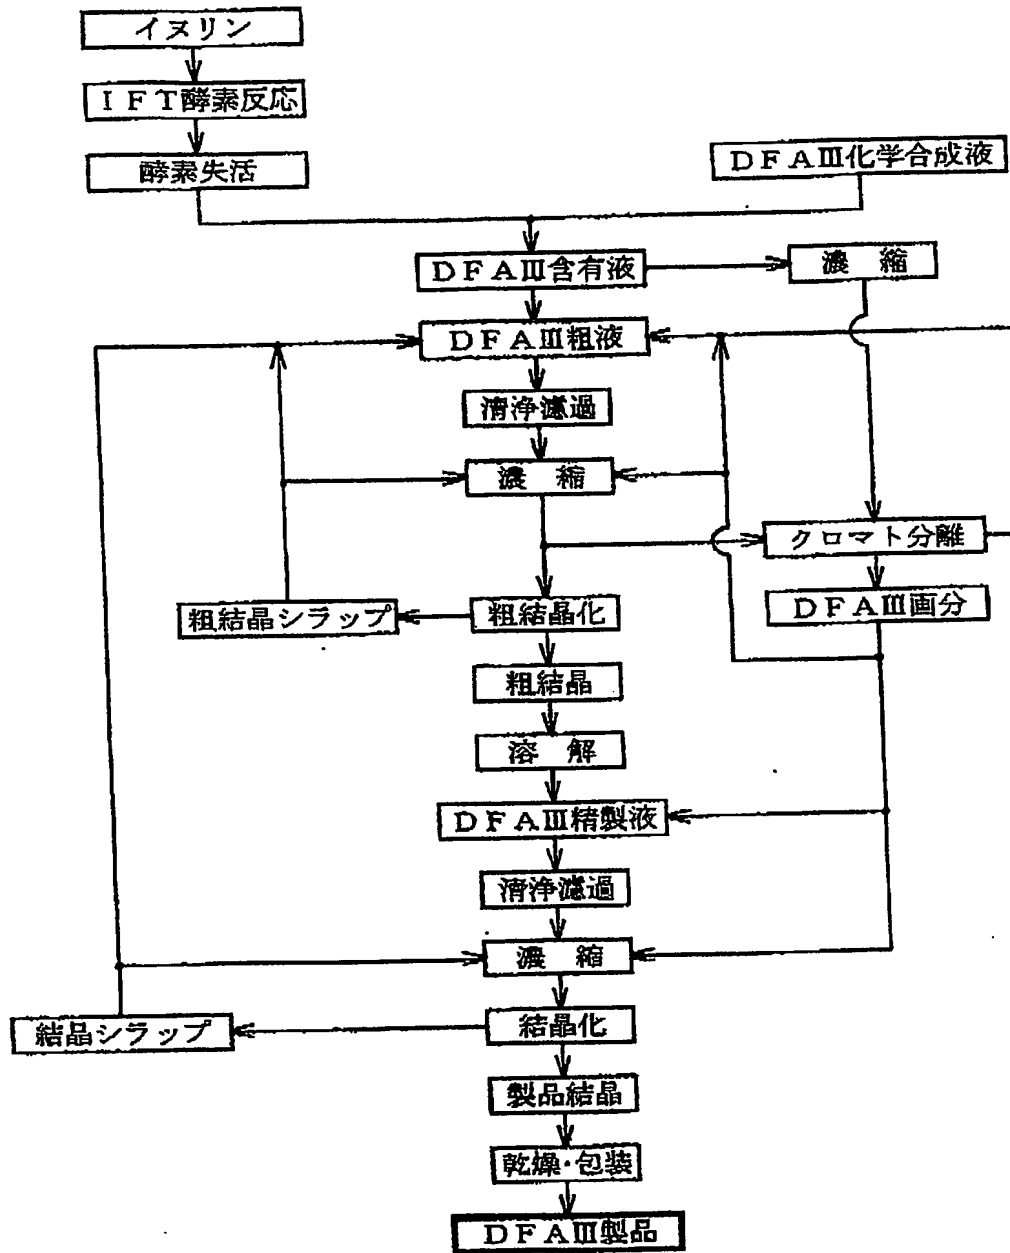 イヌリン
IFT酵素反応
酵素失活
DFAⅢ化学合成液
DFAⅢ含有液
濃 縮
DFAⅢ粗液
清浄濾過
濃 縮
クロマト分離
DFAⅢ画分
粗結晶シラップ
粗結晶化
粗結晶
溶 解
DFAⅢ精製液
清浄濾過
濃 縮
結晶シラップ
結晶化
製品結晶
乾燥・包装
DFAⅢ製品